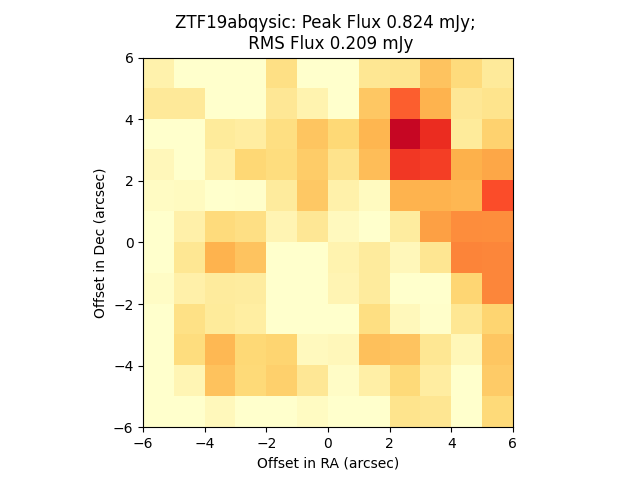 ZTF19abqysic: Peak Flux 0.824 mJy;
RMS Flux 0.209 mJy
6
4
2
0
−2
−4
−6
Offset in Dec (arcsec)
−6 −4 −2 0 2 4 6
Offset in RA (arcsec)